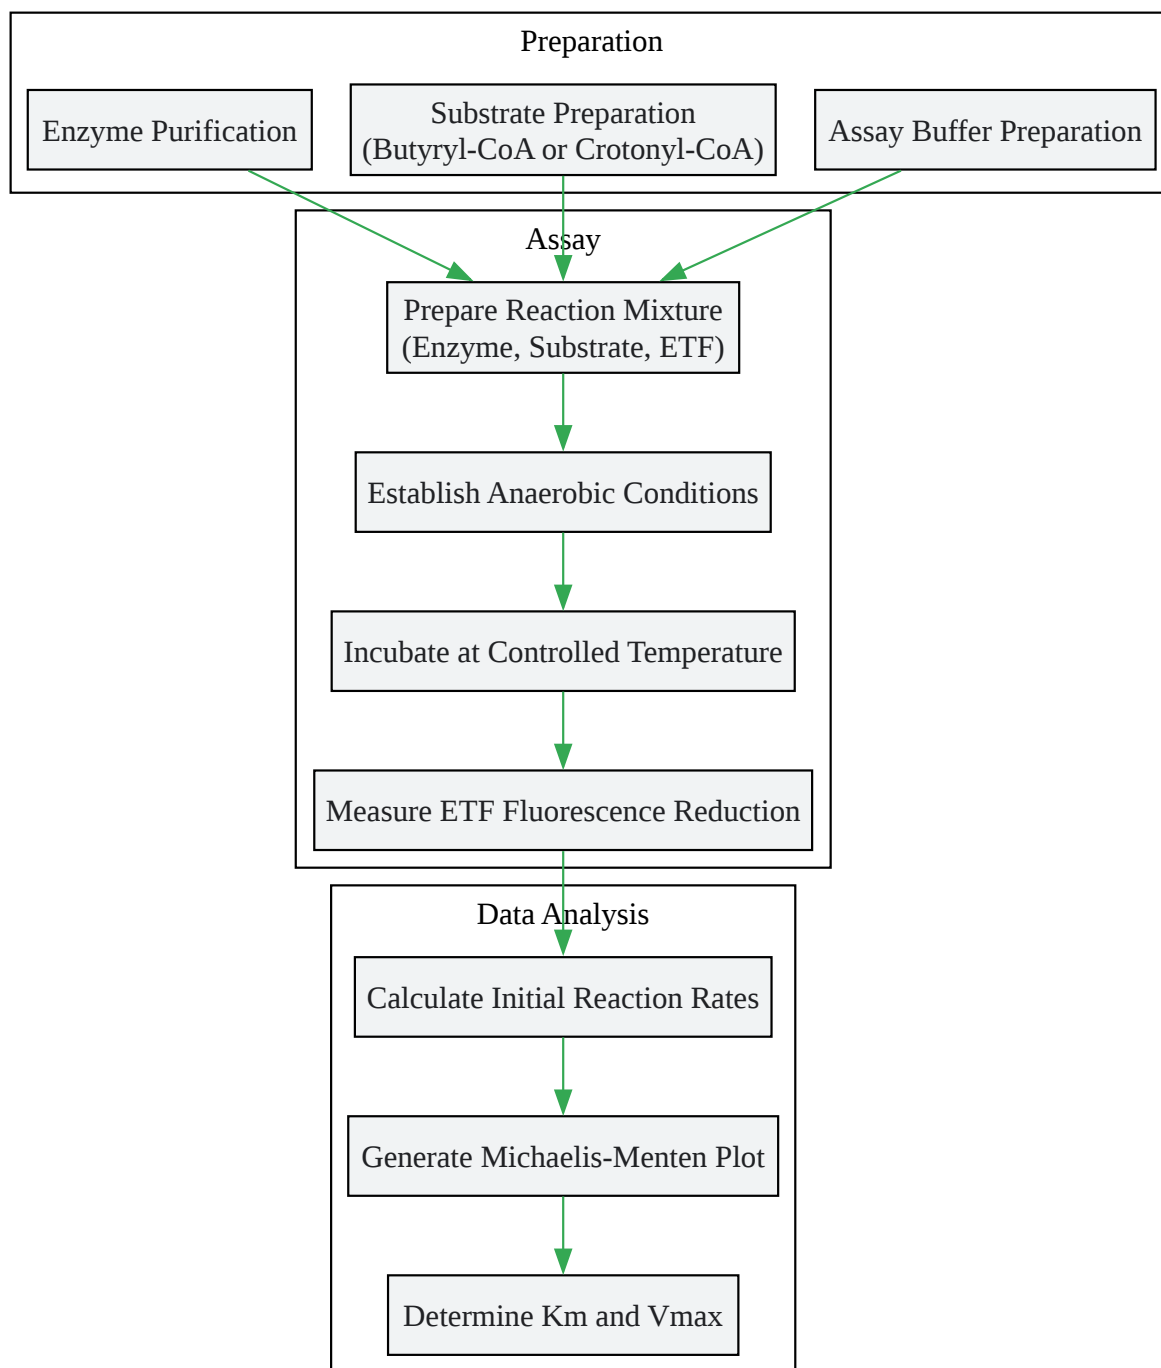 Preparation
Enzyme Purification
Substrate Preparation
(Butyryl-CoA or Crotonyl-CoA)
Assay Buffer Preparation
Assay
Prepare Reaction Mixture
(Enzyme, Substrate, ETF)
Establish Anaerobic Conditions
Incubate at Controlled Temperature
Measure ETF Fluorescence Reduction
Data Analysis
Calculate Initial Reaction Rates
Generate Michaelis-Menten Plot
Determine Km and Vmax